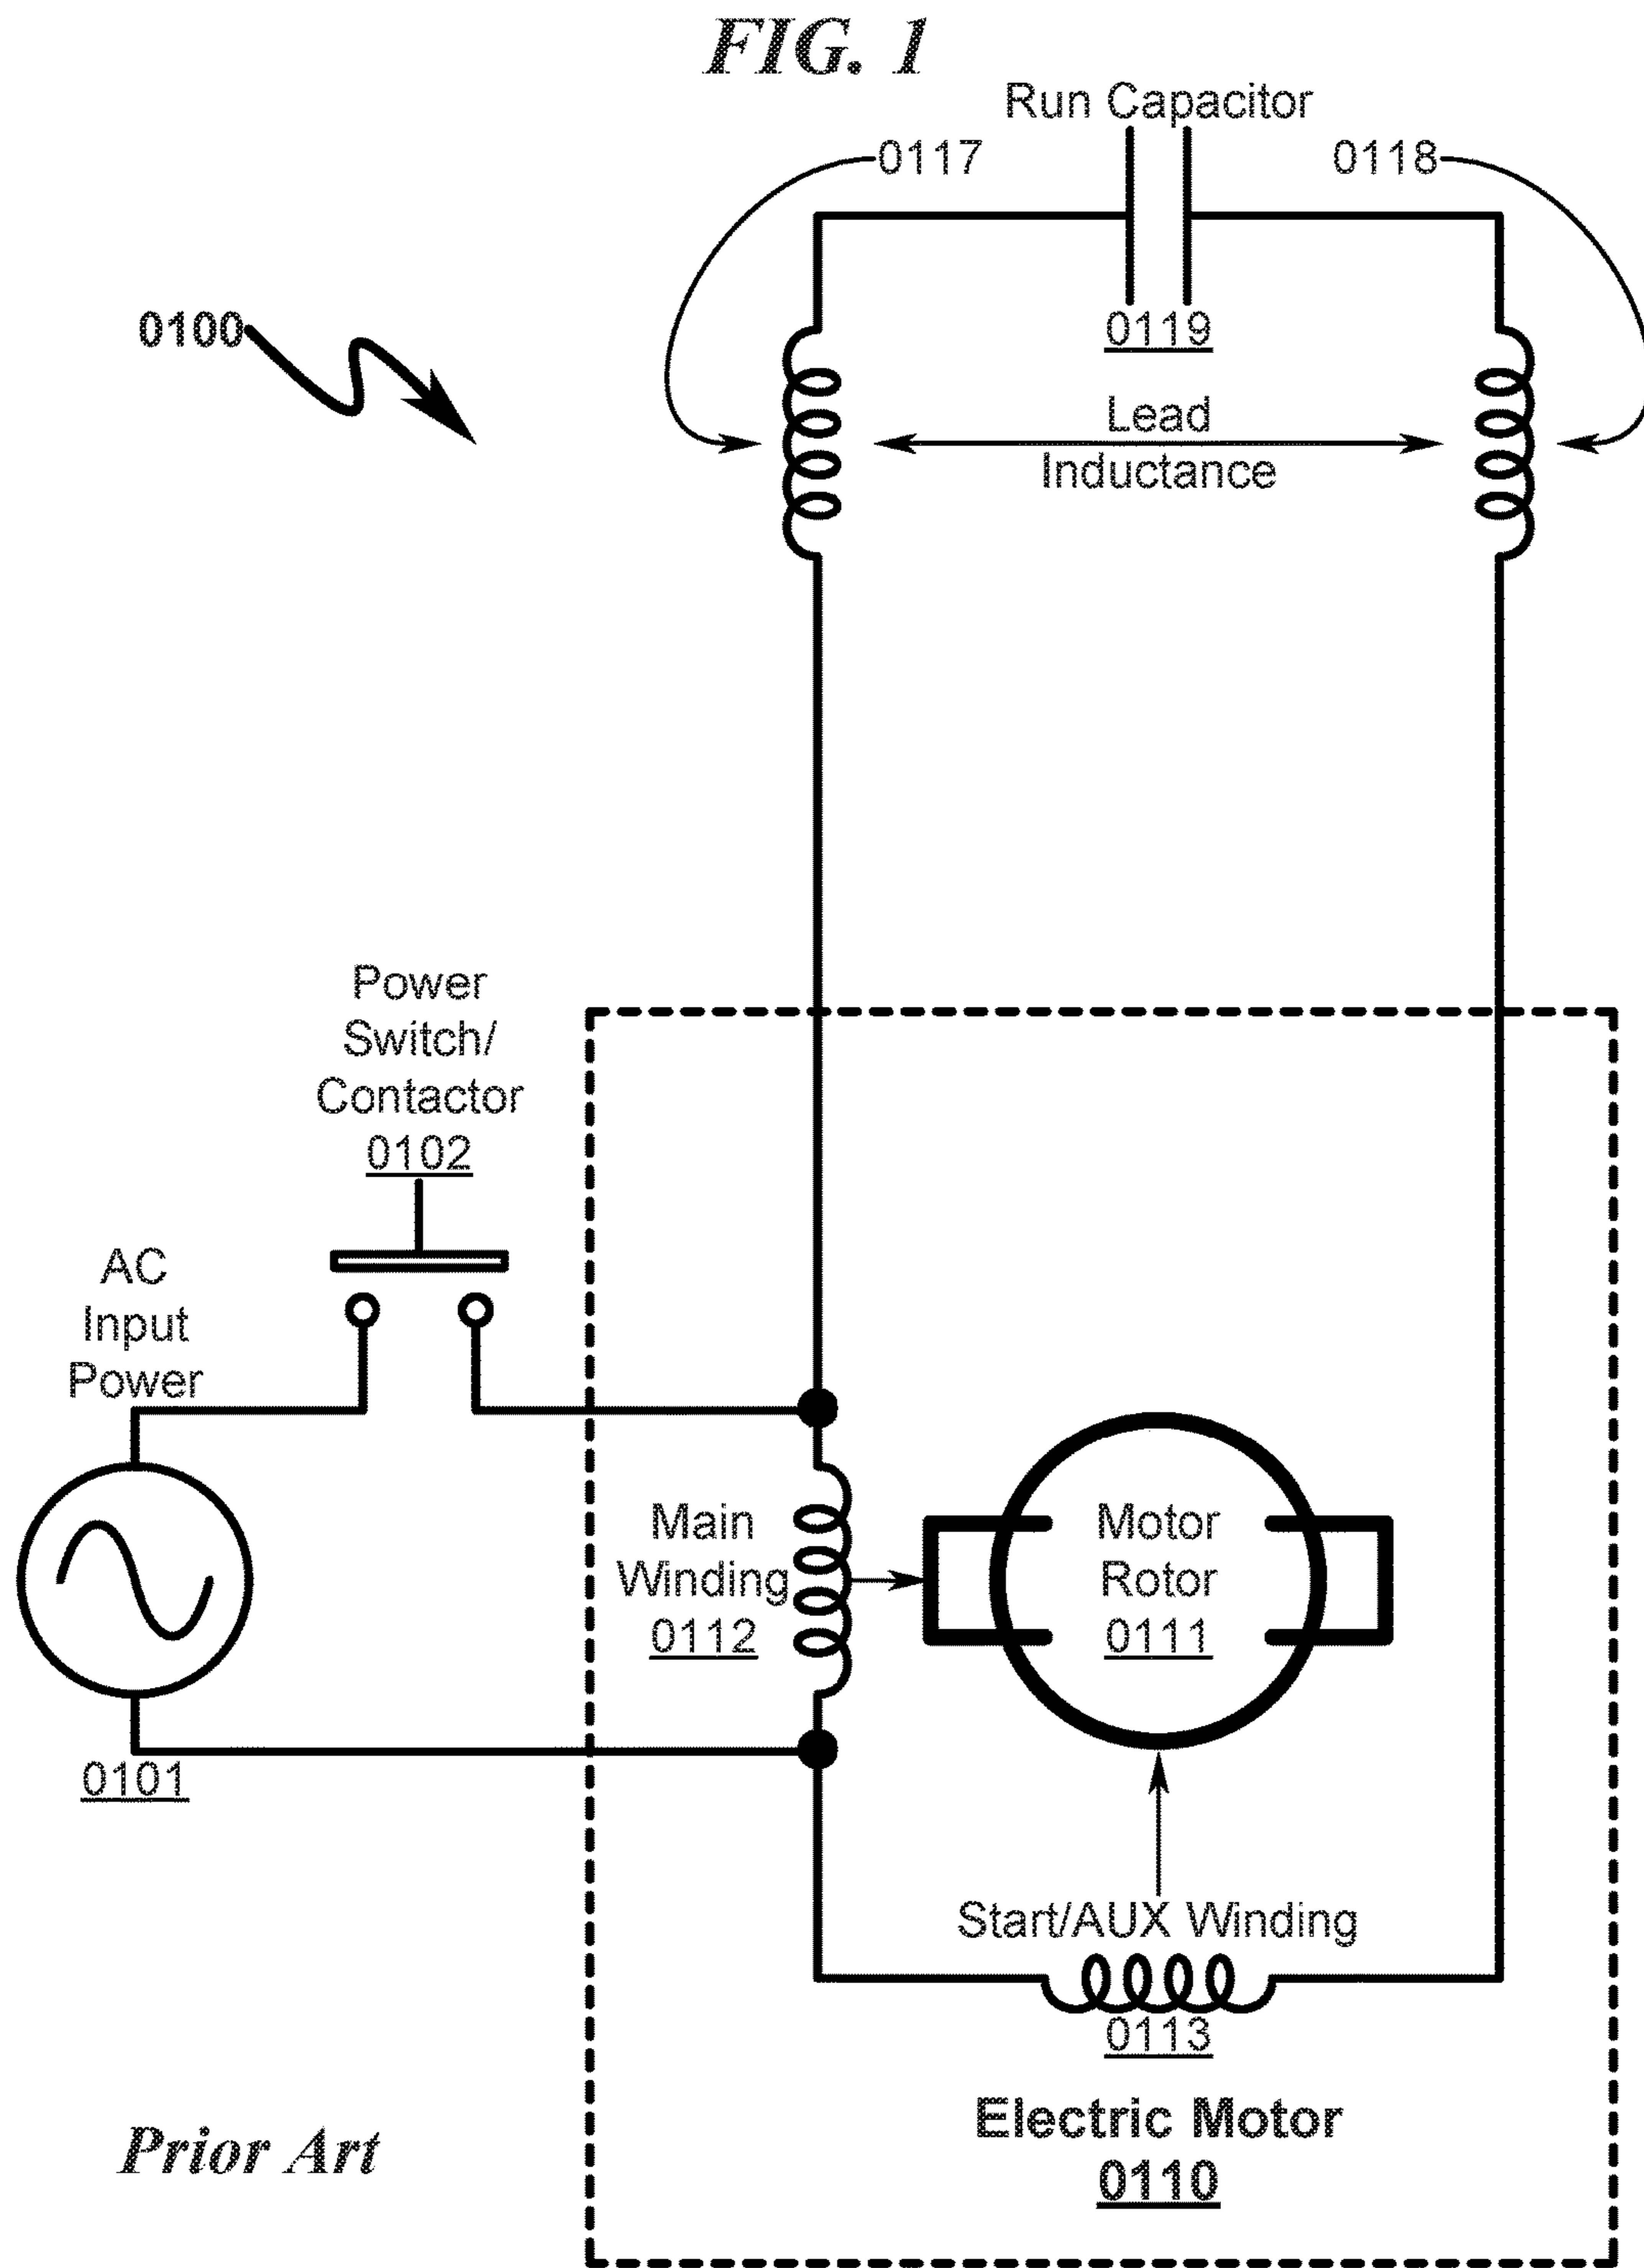 FIG. 1
Run Capacitor
0117
0118
0119
0100
Lead
Inductance
Power
Switch/
Contactor
0102
AC
Input
Power
Main
Winding
0112
Motor
Rotor
0111
0101
Start/AUX Winding
0113
Electric Motor
0110
Prior Art